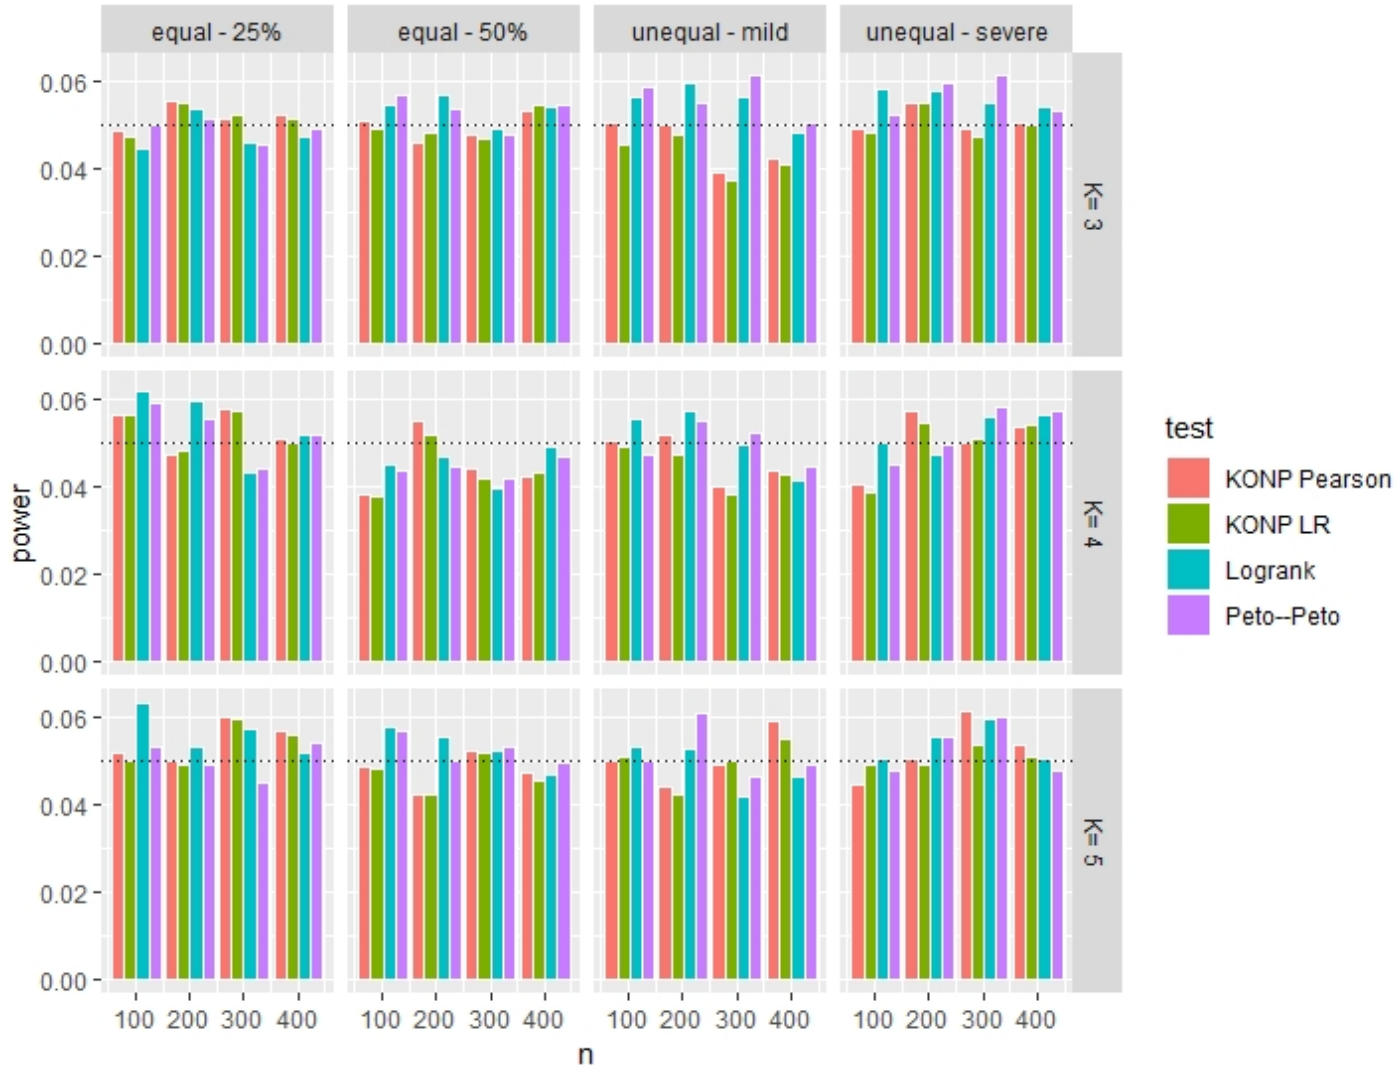 equal - 25% equal - 50% unequal - mild unequal - severe
0.06
0.04
0.02
0.00
K= 3
0.06
0.04
0.02
0.00
K= 4
0.06
0.04
0.02
0.00
K= 5
power
100 200 300 400 100 200 300 400 100 200 300 400 100 200 300 400
n
test
KONP Pearson
KONP LR
Logrank
Peto--Peto